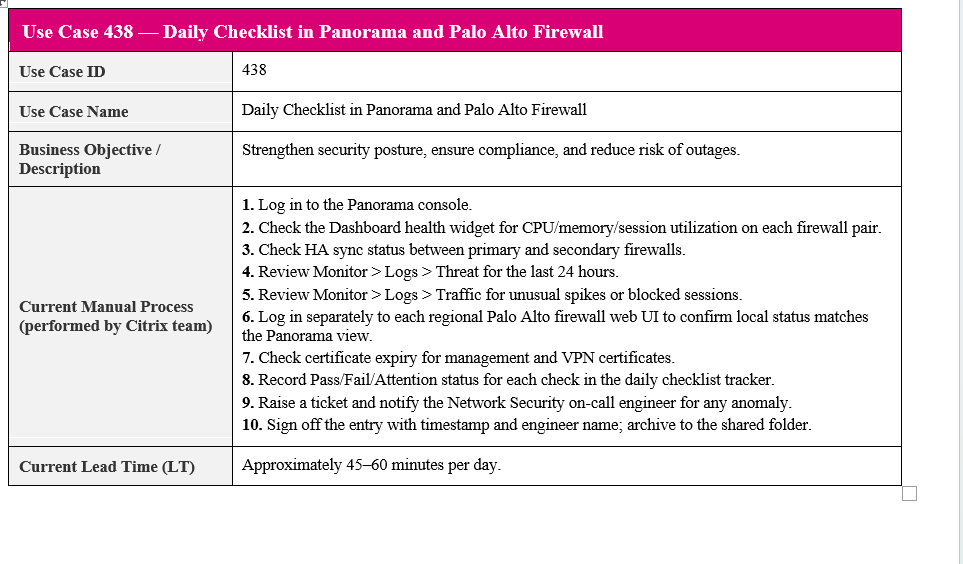 Use Case 438 — Daily Checklist in Panorama and Palo Alto Firewall
Use Case ID
438
Use Case Name
Daily Checklist in Panorama and Palo Alto Firewall
Business Objective /
Description
Strengthen security posture, ensure compliance, and reduce risk of outages.
Current Manual Process
(performed by Citrix team)
1. Log in to the Panorama console.
2. Check the Dashboard health widget for CPU/memory/session utilization on each firewall pair.
3. Check HA sync status between primary and secondary firewalls.
4. Review Monitor > Logs > Threat for the last 24 hours.
5. Review Monitor > Logs > Traffic for unusual spikes or blocked sessions.
6. Log in separately to each regional Palo Alto firewall web UI to confirm local status matches
the Panorama view.
7. Check certificate expiry for management and VPN certificates.
8. Record Pass/Fail/Attention status for each check in the daily checklist tracker.
9. Raise a ticket and notify the Network Security on-call engineer for any anomaly.
10. Sign off the entry with timestamp and engineer name; archive to the shared folder.
Current Lead Time (LT)
Approximately 45–60 minutes per day.